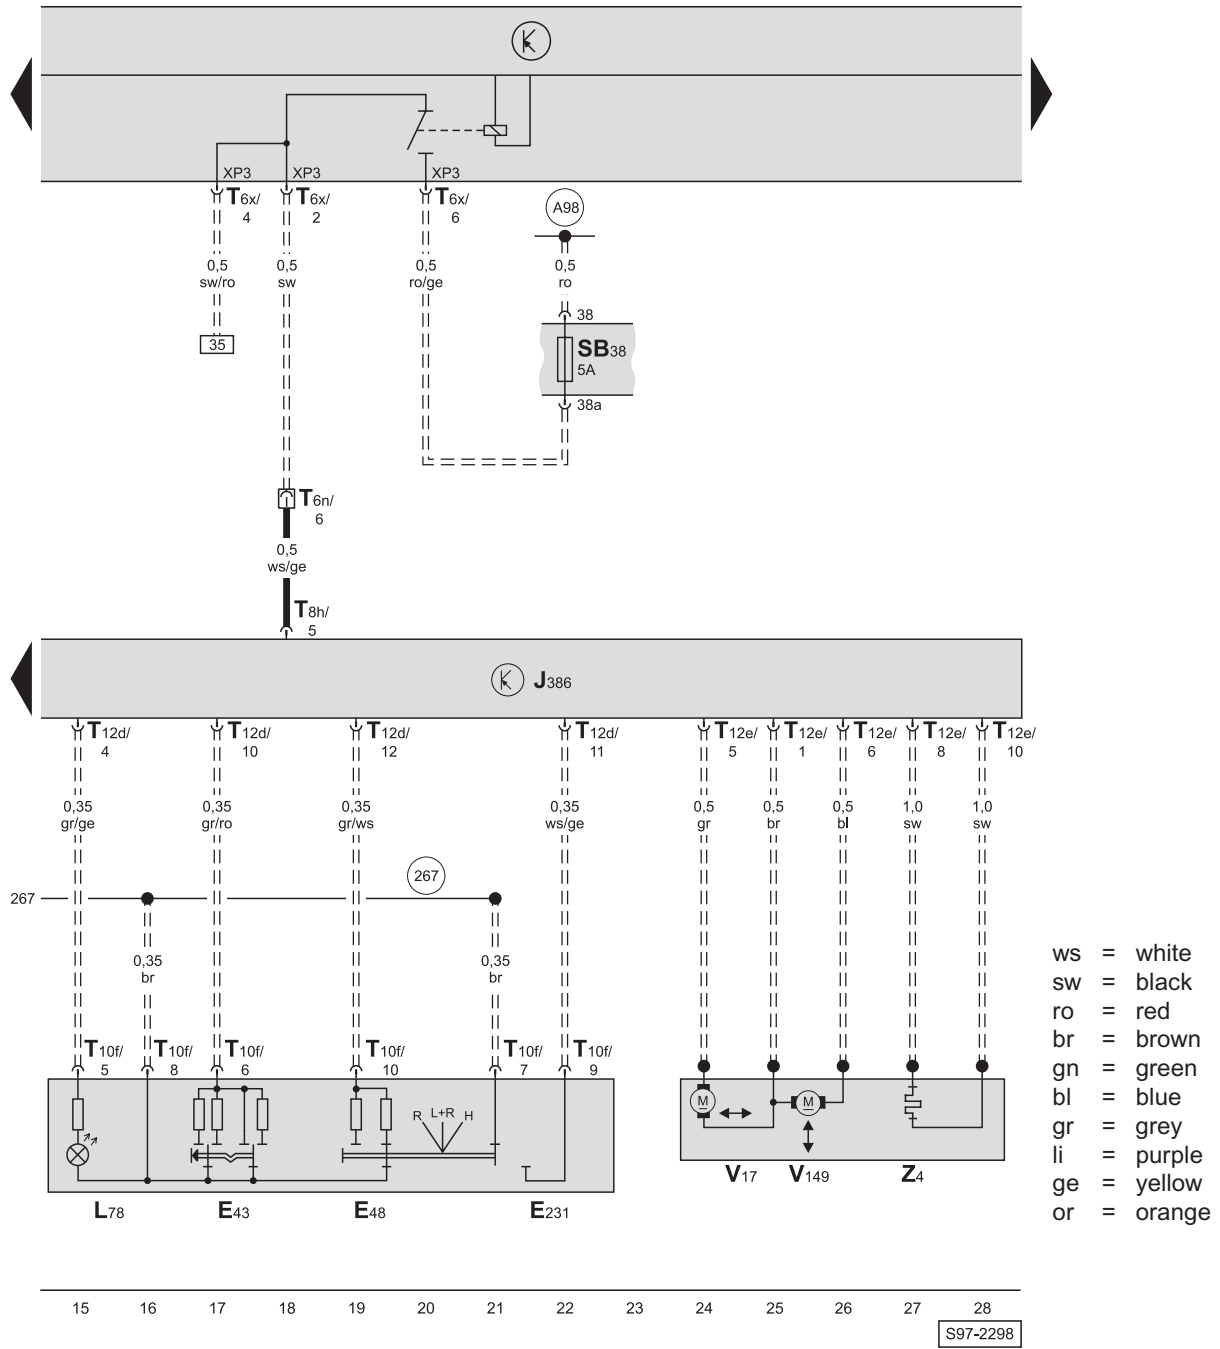 XP3 XP3 XP3
T6x/ T6x/ T6x/
4 2 6
A98
0,5 0,5 0,5 0,5
sw/ro sw ro/ge ro
38
35
SB38
5A
38a
T6n/
6
0,5
ws/ge
T8h/
5
J386
T12d/ T12d/ T12d/ T12d/ T12e/ T12e/ T12e/ T12e/ T12e/
4 10 12 11 5 1 6 8 10
0,35 0,35 0,35 0,35 0,5 0,5 0,5 1,0 1,0
gr/ge gr/ro gr/ws ws/ge gr br bl sw sw
267
267
0,35 0,35
br br
T10f/ T10f/ T10f/ T10f/ T10f/ T10f/
5 8 6 10 7 9
R L+R H
M M
L78 E43 E48 E231
V17 V149 Z4
ws = white
sw = black
ro = red
br = brown
gn = green
bl = blue
gr = grey
li = purple
ge = yellow
or = orange
15 16 17 18 19 20 21 22 23 24 25 26 27 28
S97-2298